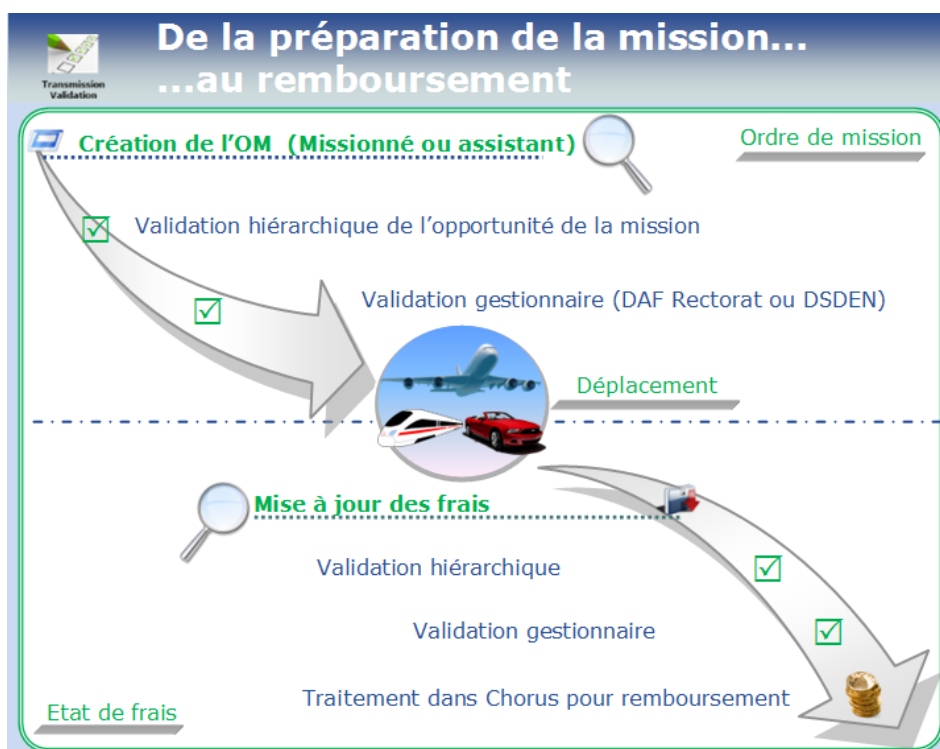 De la préparation de la mission...
...au remboursement
Transmission
Validation
Création de l'OM (Missionné ou assistant)
Ordre de mission
Validation hiérarchique de l'opportunité de la mission
Validation gestionnaire (DAF Rectorat ou DSDEN)
Déplacement
Mise à jour des frais
Validation hiérarchique
Validation gestionnaire
Traitement dans Chorus pour remboursement
Etat de frais